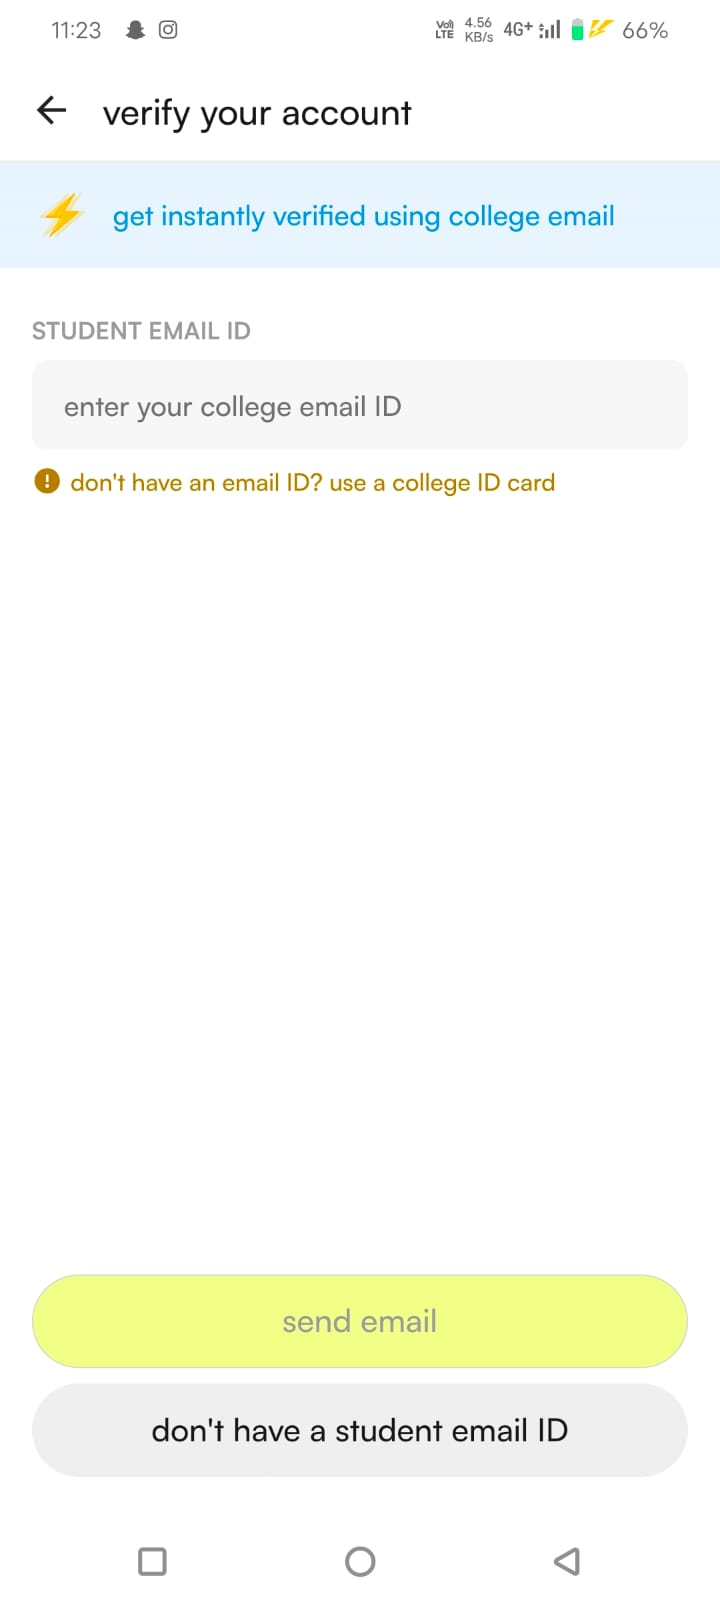 11:23 Vo) LTE 4.56 KB/s 4G+ 66%
verify your account
get instantly verified using college email
STUDENT EMAIL ID
enter your college email ID
don't have an email ID? use a college ID card
send email
don't have a student email ID